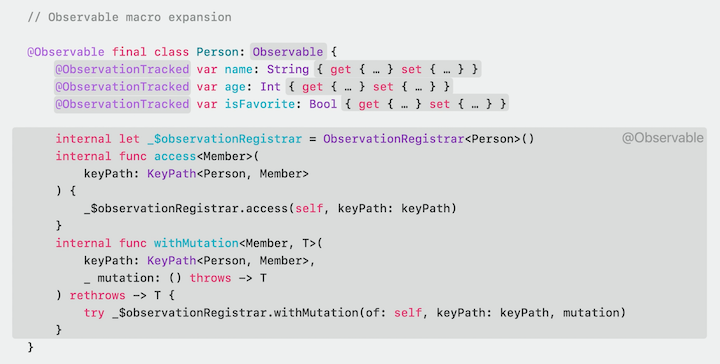 // Observable macro expansion
@Observable final class Person: Observable {
@ObservationTracked var name: String { get { … } set { … } }
@ObservationTracked var age: Int { get { … } set { … } }
@ObservationTracked var isFavorite: Bool { get { … } set { … } }
internal let _$observationRegistrar = ObservationRegistrar<Person>()
@Observable
internal func access<Member>(
keyPath: KeyPath<Person, Member>
) {
_$observationRegistrar.access(self, keyPath: keyPath)
}
internal func withMutation<Member, T>(
keyPath: KeyPath<Person, Member>,
_ mutation: () throws -> T
) rethrows -> T {
try _$observationRegistrar.withMutation(of: self, keyPath: keyPath, mutation)
}
}